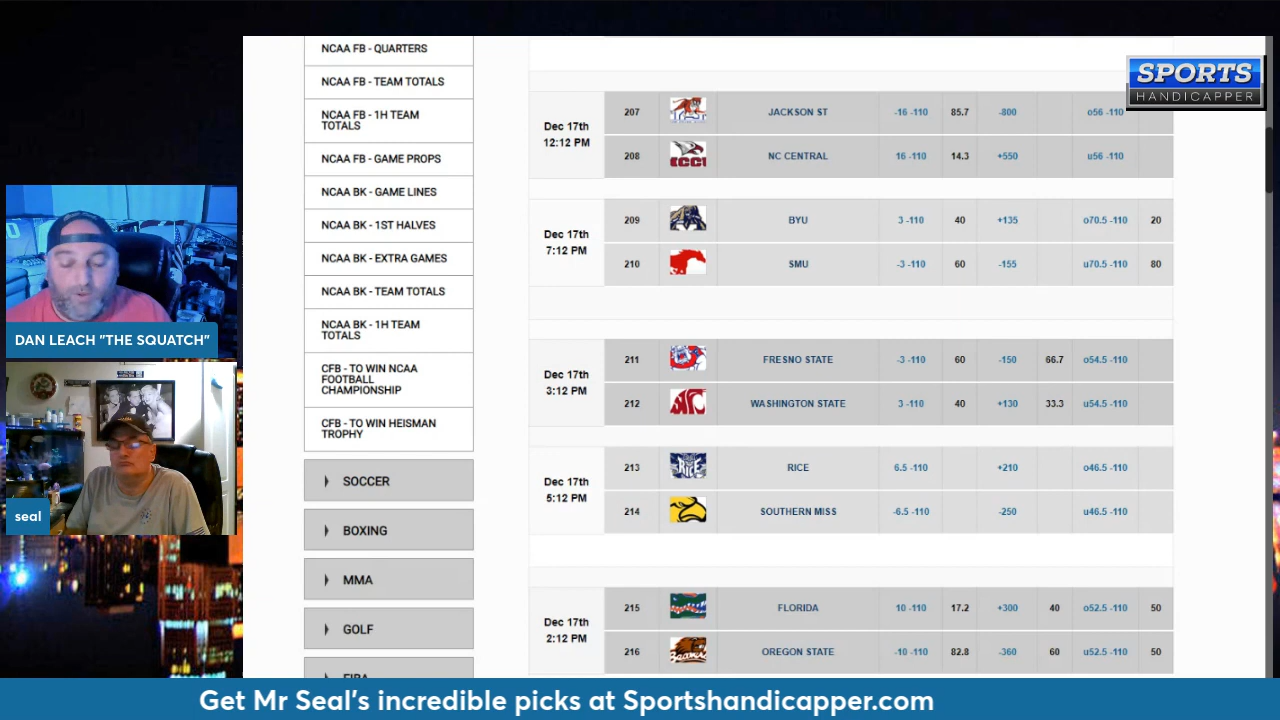 NCAA FB - QUARTERS
NCAA FB - TEAM TOTALS
NCAA FB - 1H TEAM
TOTALS
NCAA FB - GAME PROPS
NCAA BK - GAME LINES
NCAA BK - 1ST HALVES
NCAA BK - EXTRA GAMES
NCAA BK - TEAM TOTALS
NCAA BK - 1H TEAM
TOTALS
CFB - TO WIN NCAA
FOOTBALL
CHAMPIONSHIP
CFB - TO WIN HEISMAN
TROPHY
SOCCER
BOXING
MMA
GOLF
SPORTS
HANDICAPPER
Dec 17th
12:12 PM
207 JACKSON ST -16 -110 85.7 -800 o56 -110
208 NC CENTRAL 16 -110 14.3 +550 u56 -110
Dec 17th
7:12 PM
209 BYU 3 -110 40 +135 o70.5 -110 20
210 SMU -3 -110 60 -155 u70.5 -110 80
Dec 17th
3:12 PM
211 FRESNO STATE -3 -110 60 -150 66.7 o54.5 -110
212 WASHINGTON STATE 3 -110 40 +130 33.3 u54.5 -110
Dec 17th
5:12 PM
213 RICE 6.5 -110 +210 o46.5 -110
214 SOUTHERN MISS -6.5 -110 -250 u46.5 -110
Dec 17th
2:12 PM
215 FLORIDA 10 -110 17.2 +300 40 o52.5 -110 50
216 OREGON STATE -10 -110 82.8 -360 60 u52.5 -110 50
DAN LEACH "THE SQUATCH"
seal
Get Mr Seal's incredible picks at Sportshandicapper.com